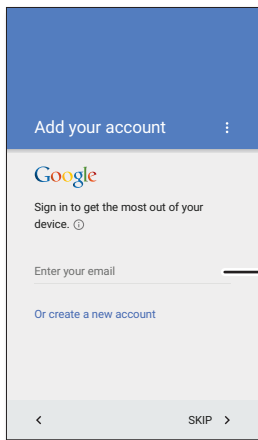 Add your account
Google
Sign in to get the most out of your
device.
Enter your email
Or create a new account
SKIP